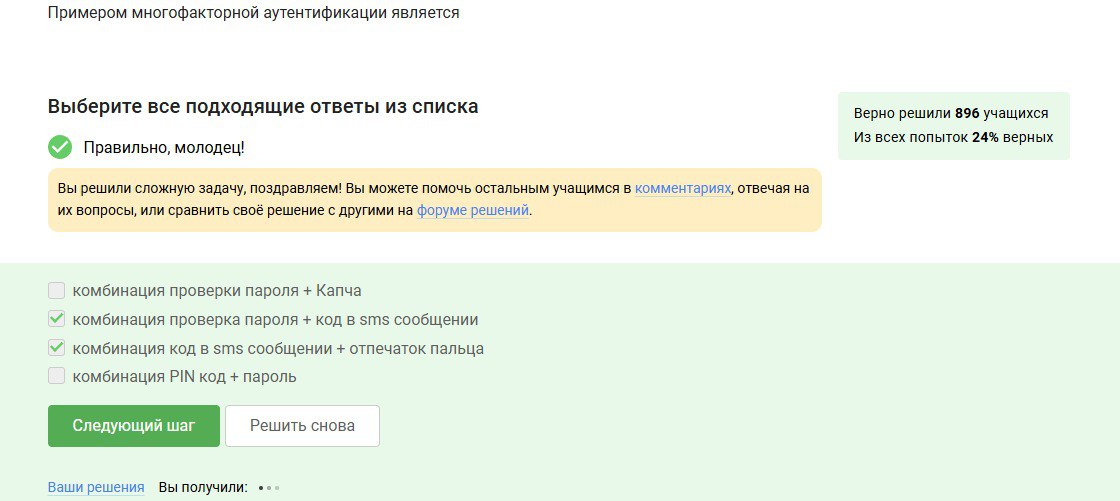 Примером многофакторной аутентификации является
Выберите все подходящие ответы из списка
Верно решили 896 учащихся
Из всех попыток 24% верных
Правильно, молодец!
Вы решили сложную задачу, поздравляем! Вы можете помочь остальным учащимся в комментариях, отвечая на
их вопросы, или сравнить своё решение с другими на форуме решений.
комбинация проверки пароля + Капча
комбинация проверка пароля + код в sms сообщении
комбинация код в sms сообщении + отпечаток пальца
комбинация PIN код + пароль
Следующий шаг
Решить снова
Ваши решения Вы получили: